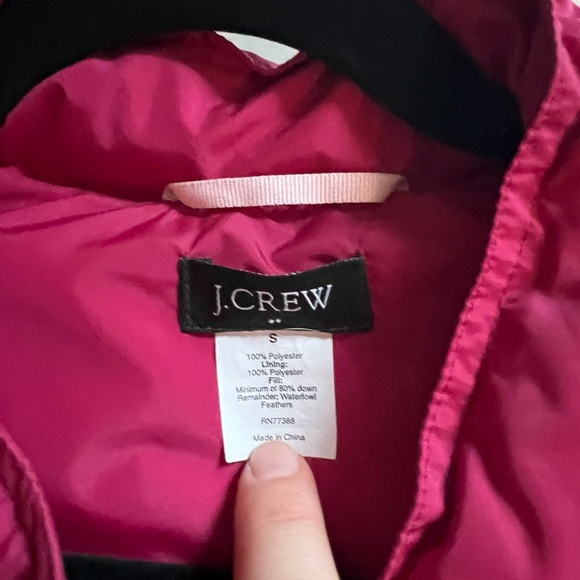 J.CREW
S
100% Polyester
Lining:
100% Polyester
Fill:
Minimum of 80% down
Remainder: Waterfowl
Feathers
RN77388
Made in China